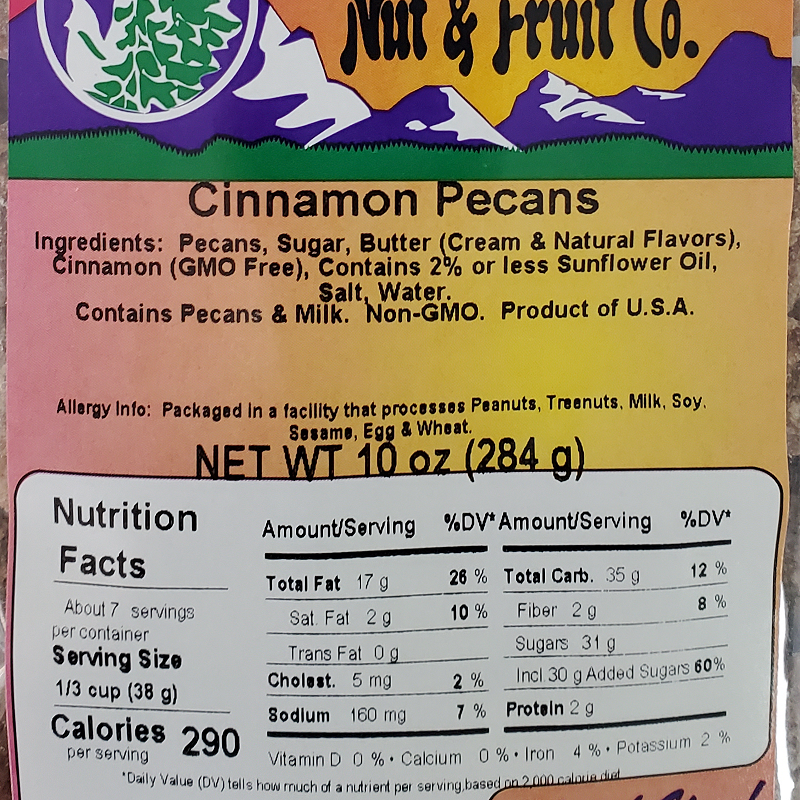 Nut & Fruit Co.
Cinnamon Pecans
Ingredients: Pecans, Sugar, Butter (Cream & Natural Flavors),
Cinnamon (GMO Free), Contains 2% or less Sunflower Oil,
Salt, Water.
Contains Pecans & Milk. Non-GMO. Product of U.S.A.
Allergy Info: Packaged in a facility that processes Peanuts, Treenuts, Milk, Soy.
Sesame, Egg & Wheat.
NET WT 10 oz (284 g)
Nutrition
Facts
About 7 servings
per container
Serving Size
1/3 cup (38 g)
Calories 290
per serving
Amount/Serving %DV*
Total Fat 17 g 26 %
Sat. Fat 2 g 10 %
Trans Fat 0 g
Cholest. 5 mg 2 %
Sodium 160 mg 7 %
Amount/Serving %DV*
Total Carb. 35 g 12 %
Fiber 2 g 8 %
Sugars 31 g
Incl 30 g Added Sugars 60%
Protein 2 g
Vitamin D 0 % • Calcium 0 % • Iron 4 % • Potassium 2 %
*Daily Value (DV) tells how much of a nutrient per serving,based on 2,000 calorie diet